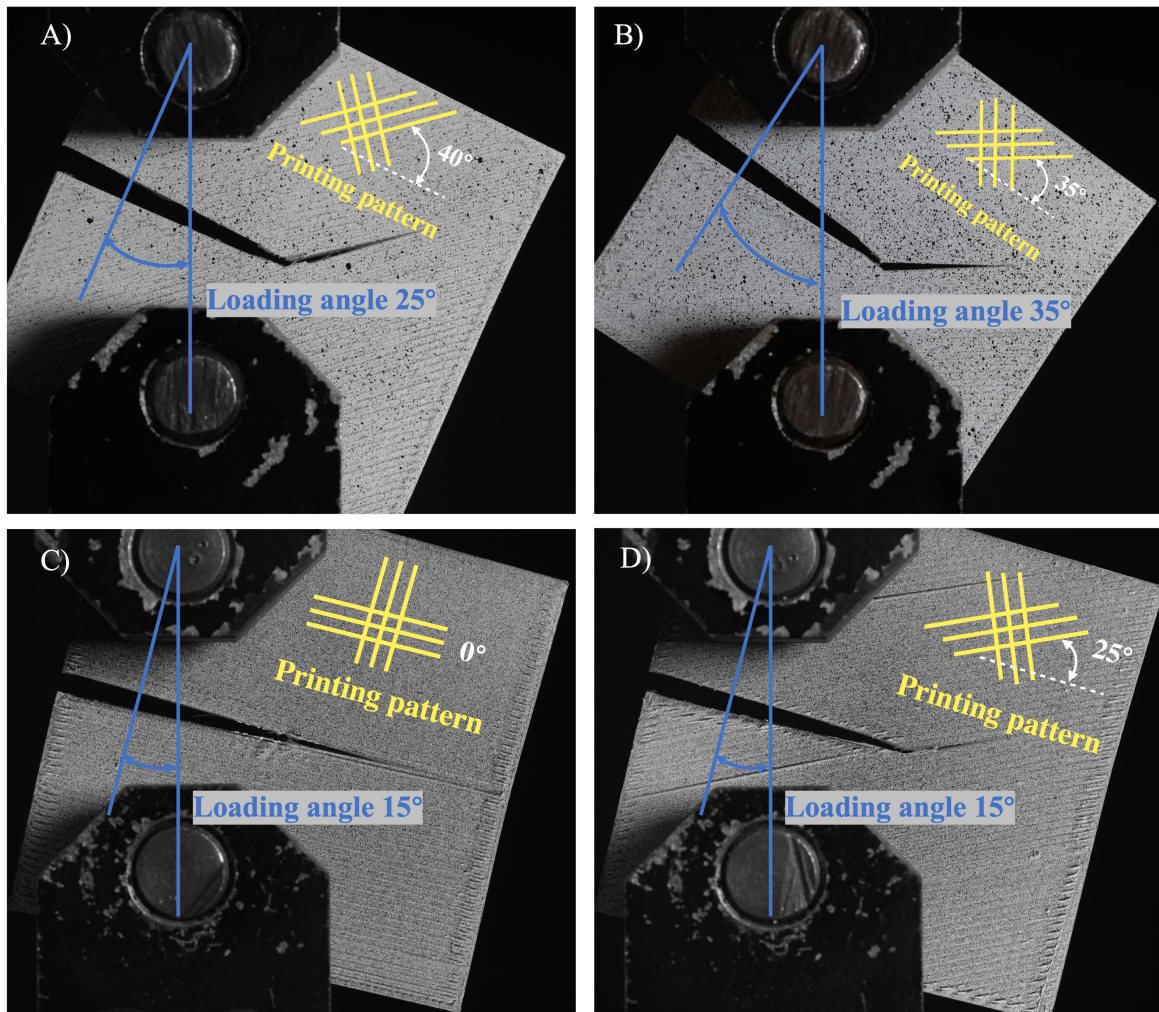 A)
40°
Printing pattern
Loading angle 25°
B)
35°
Printing pattern
Loading angle 35°
C)
0°
Printing pattern
Loading angle 15°
D)
25°
Printing pattern
Loading angle 15°